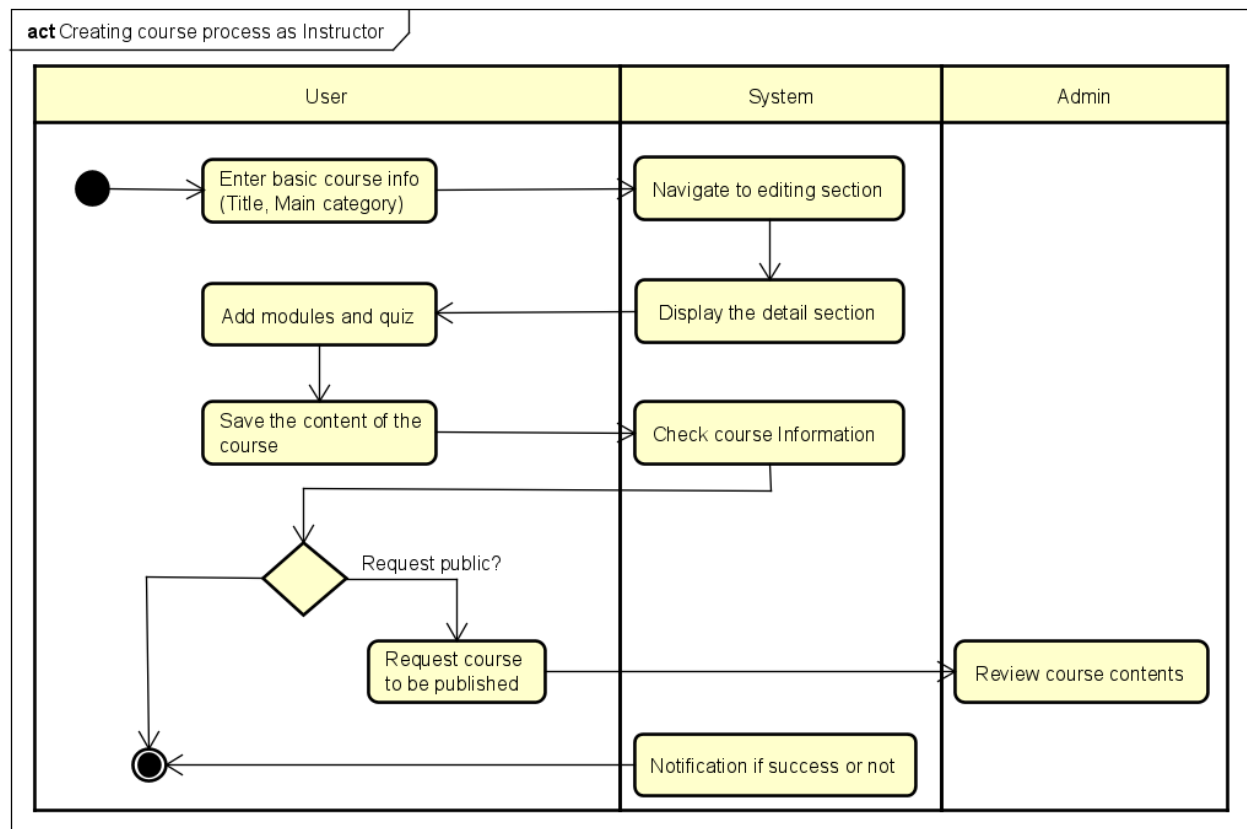 act Creating course process as Instructor
User
System
Admin
Enter basic course info
(Title, Main category)
Navigate to editing section
Add modules and quiz
Display the detail section
Save the content of the
course
Check course Information
Request public?
Request course
to be published
Review course contents
Notification if success or not